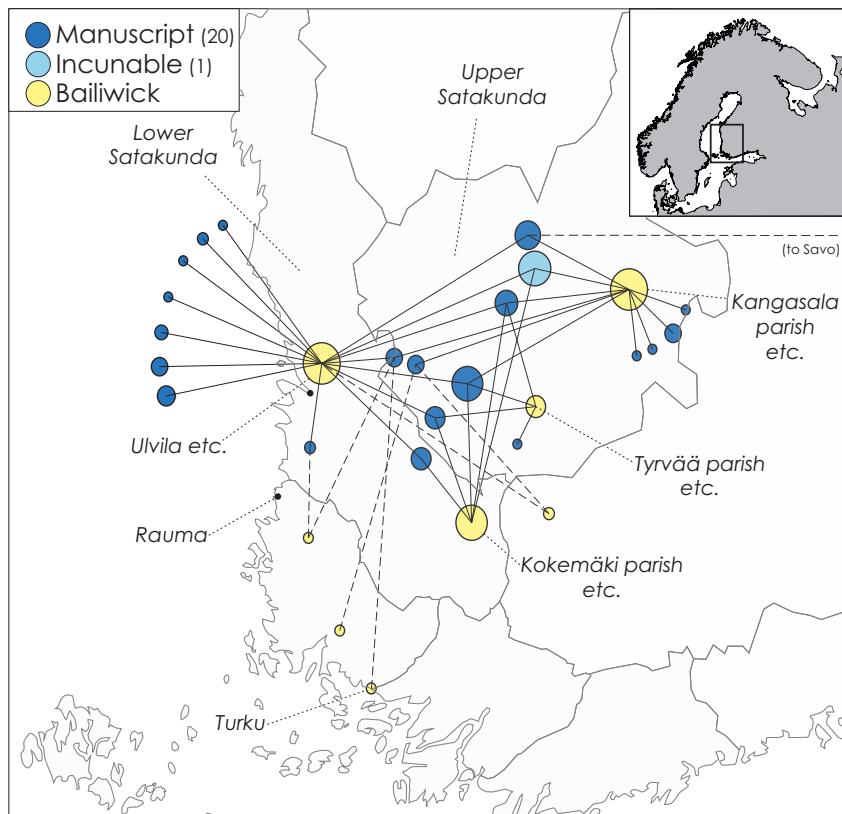 Manuscript (20)
Incunable (1)
Bailiwick
Upper
Satakunda
Lower
Satakunda
(to Savo)
Kangasala
parish
etc.
Ulvila etc.
Tyrvää parish
etc.
Rauma
Kokemäki parish
etc.
Turku